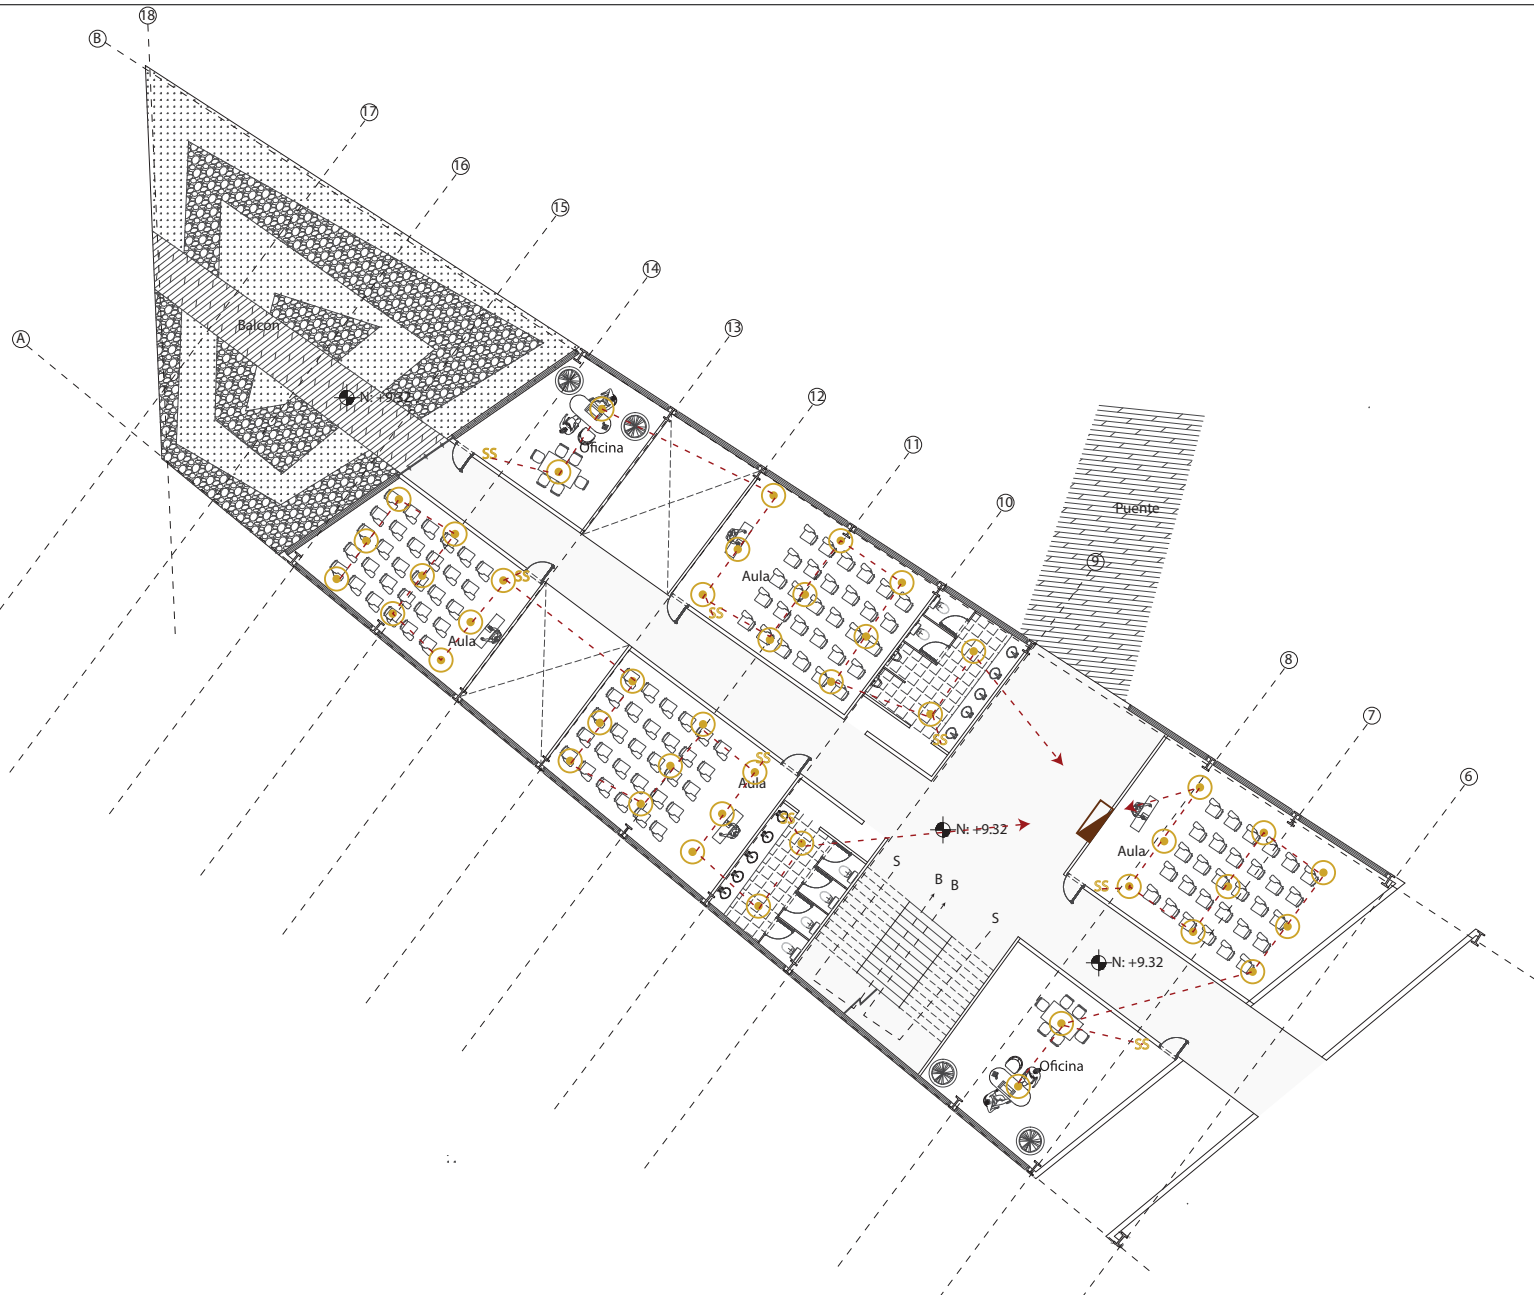 18
B
17
16
15
14
A
13
Balcon
12
N: +9.32
11
SS
Oficina
10
Puente
9
SS
Aula
SS
Aula
8
7
SS
SS
6
Aula
SS
N: +9.32
Aula
S
B
B
SS
S
N: +9.32
SS
Oficina